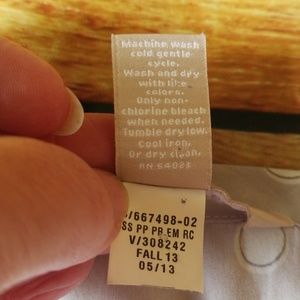 Machine wash
cold gentle
cycle.
Wash and dry
with like
colors.
Only non-
chlorine bleach
when needed.
Tumble dry low.
Cool iron.
Or dry clean.
RN 54023
/667498-02
SS PP PB EM RC
V/308242
FALL 13
05/13